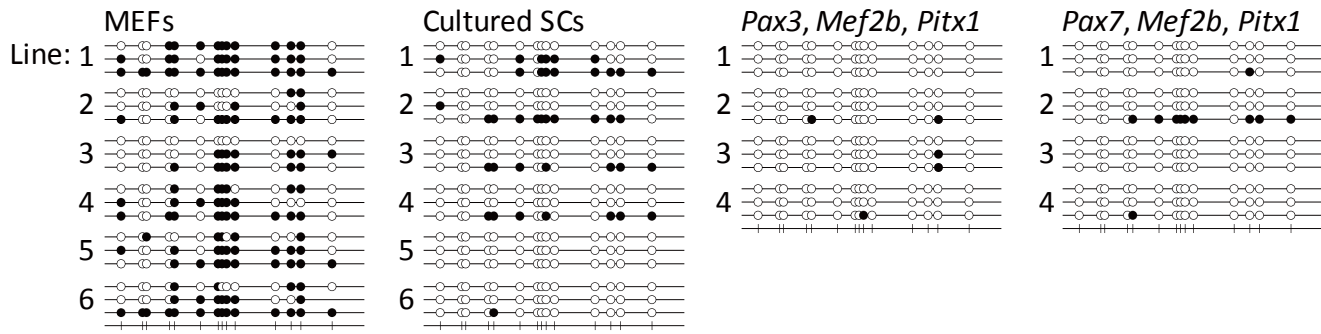 MEFs Cultured SCs Pax3, Mef2b, Pitx1 Pax7, Mef2b, Pitx1
Line: 1 1 1 1
2 2 2 2
3 3 3 3
4 4 4 4
5 5
6 6